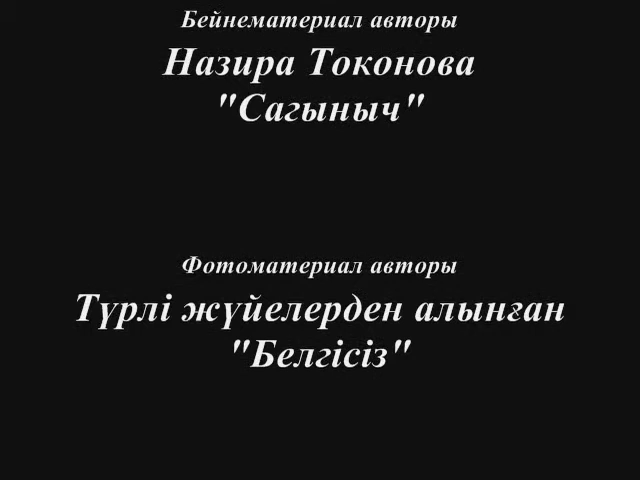 Бейнематериал авторы
Назира Токонова
"Сагыныч"
Фотоматериал авторы
Түрлі жүйелерден алынған
"Белгісіз"